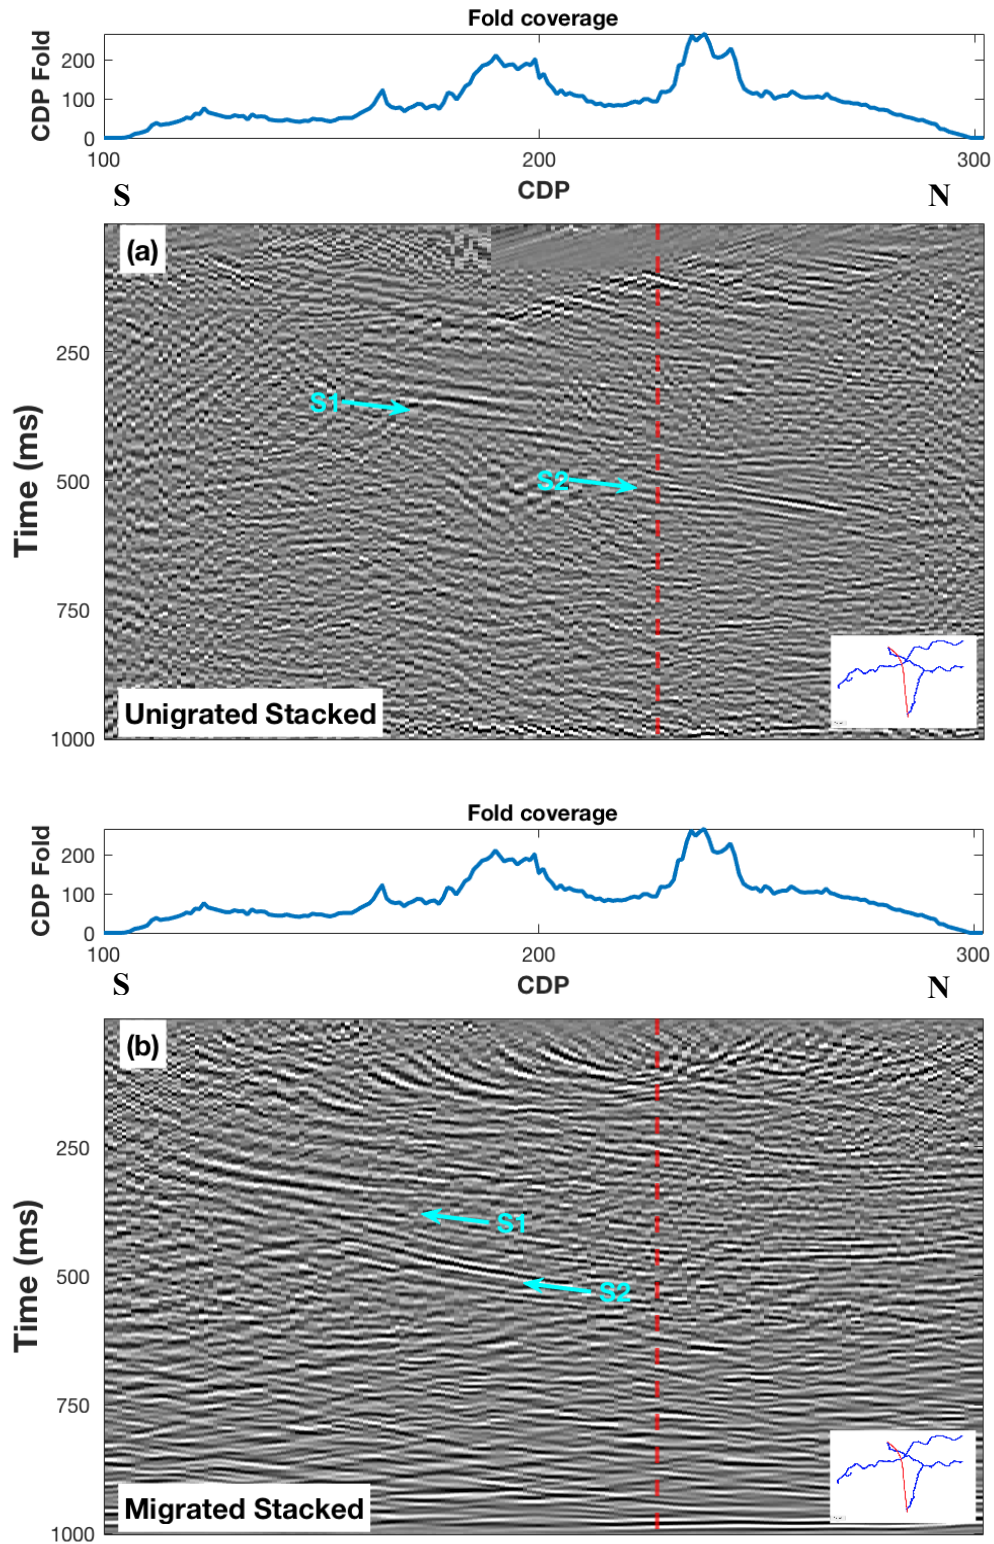 Fold coverage
CDP Fold
200
100
0
100
200
300
S
CDP
N
(a)
250
S1
Time (ms)
S2
500
750
Unigrated Stacked
1000
Fold coverage
CDP Fold
200
100
0
100
200
300
S
CDP
N
(b)
250
S1
Time (ms)
500
S2
750
Migrated Stacked
1000